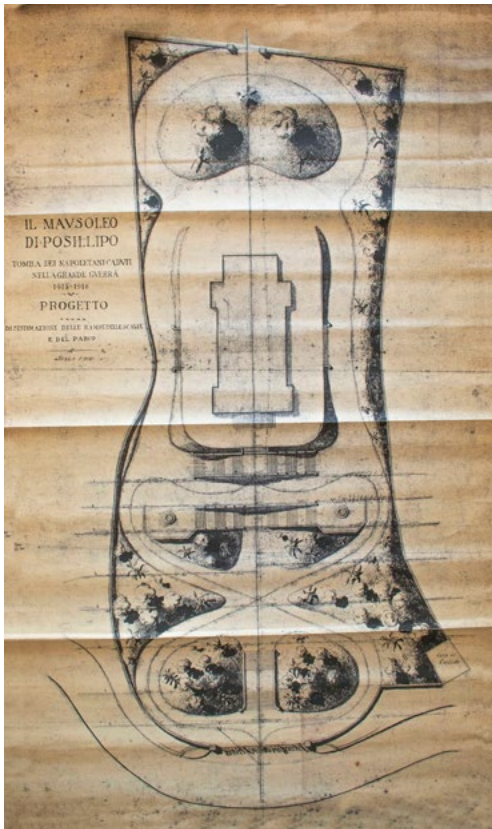 IL MAVSOLEO
DI·POSILLIPO
TOMBA DEI NAPOLETANI CADUTI
NELLA GRANDE GVERRA
1915-1918
PROGETTO
DI SISTEMAZIONE DELLE RAMPE DELLE SCALE
E DEL PARCO